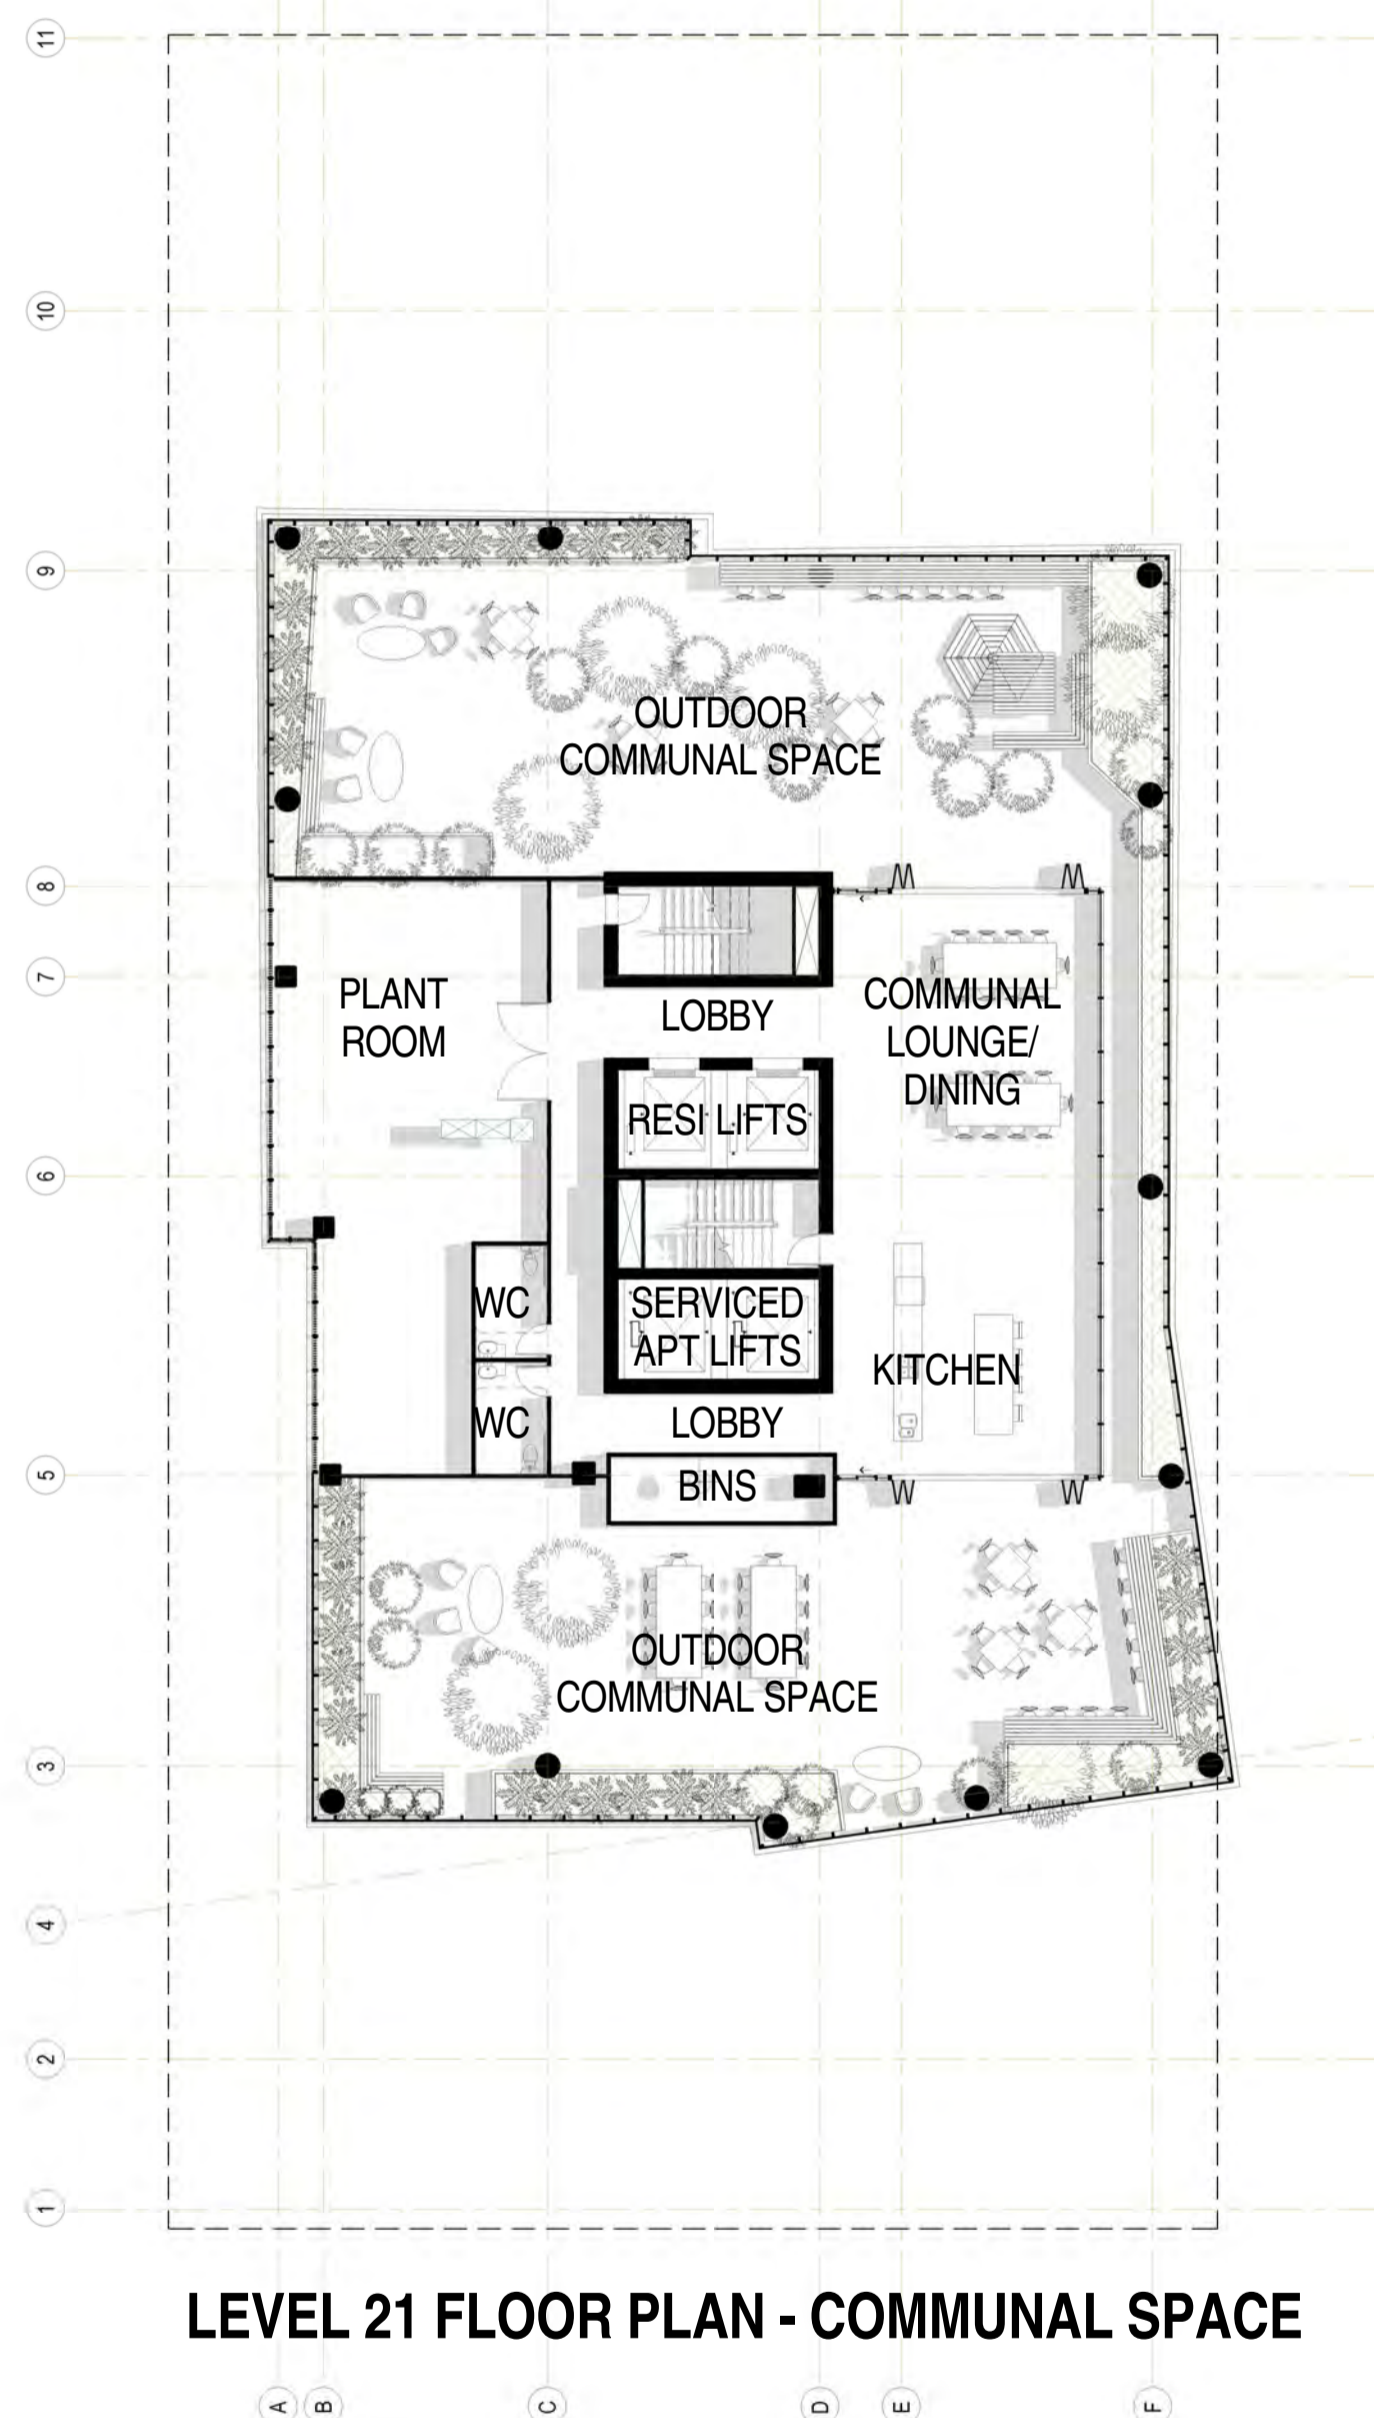 11
10
9
OUTDOOR
COMMUNAL SPACE
8
7
PLANT
ROOM
LOBBY
COMMUNAL
LOUNGE/
DINING
RESI LIFTS
6
WC
SERVICED
APT LIFTS
KITCHEN
WC
LOBBY
5
BINS
OUTDOOR
COMMUNAL SPACE
3
4
2
1
LEVEL 21 FLOOR PLAN - COMMUNAL SPACE
A
B
C
D
E
F